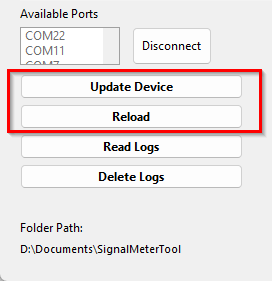 Available Ports
COM22
COM11
COM7
Disconnect
Update Device
Reload
Read Logs
Delete Logs
Folder Path:
D:\Documents\SignalMeterTool